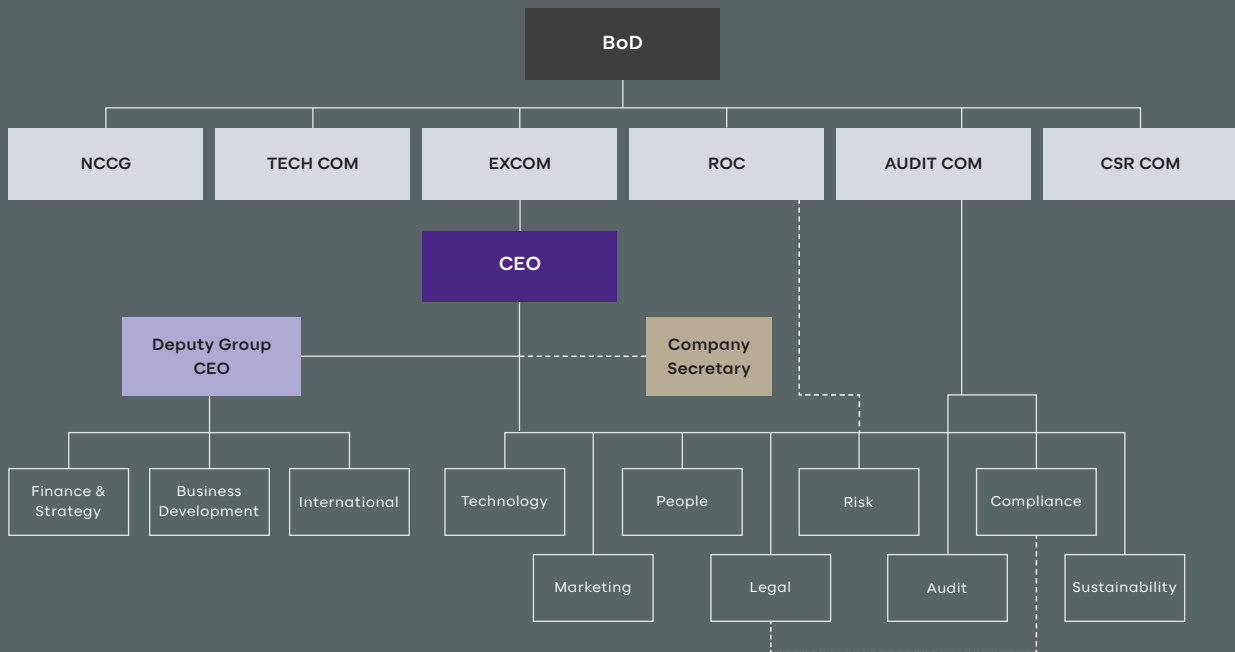 BoD
NCCG
TECH COM
EXCOM
ROC
AUDIT COM
CSR COM
CEO
Deputy Group
CEO
Company
Secretary
Finance &
Strategy
Business
Development
International
Technology
People
Risk
Compliance
Marketing
Legal
Audit
Sustainability